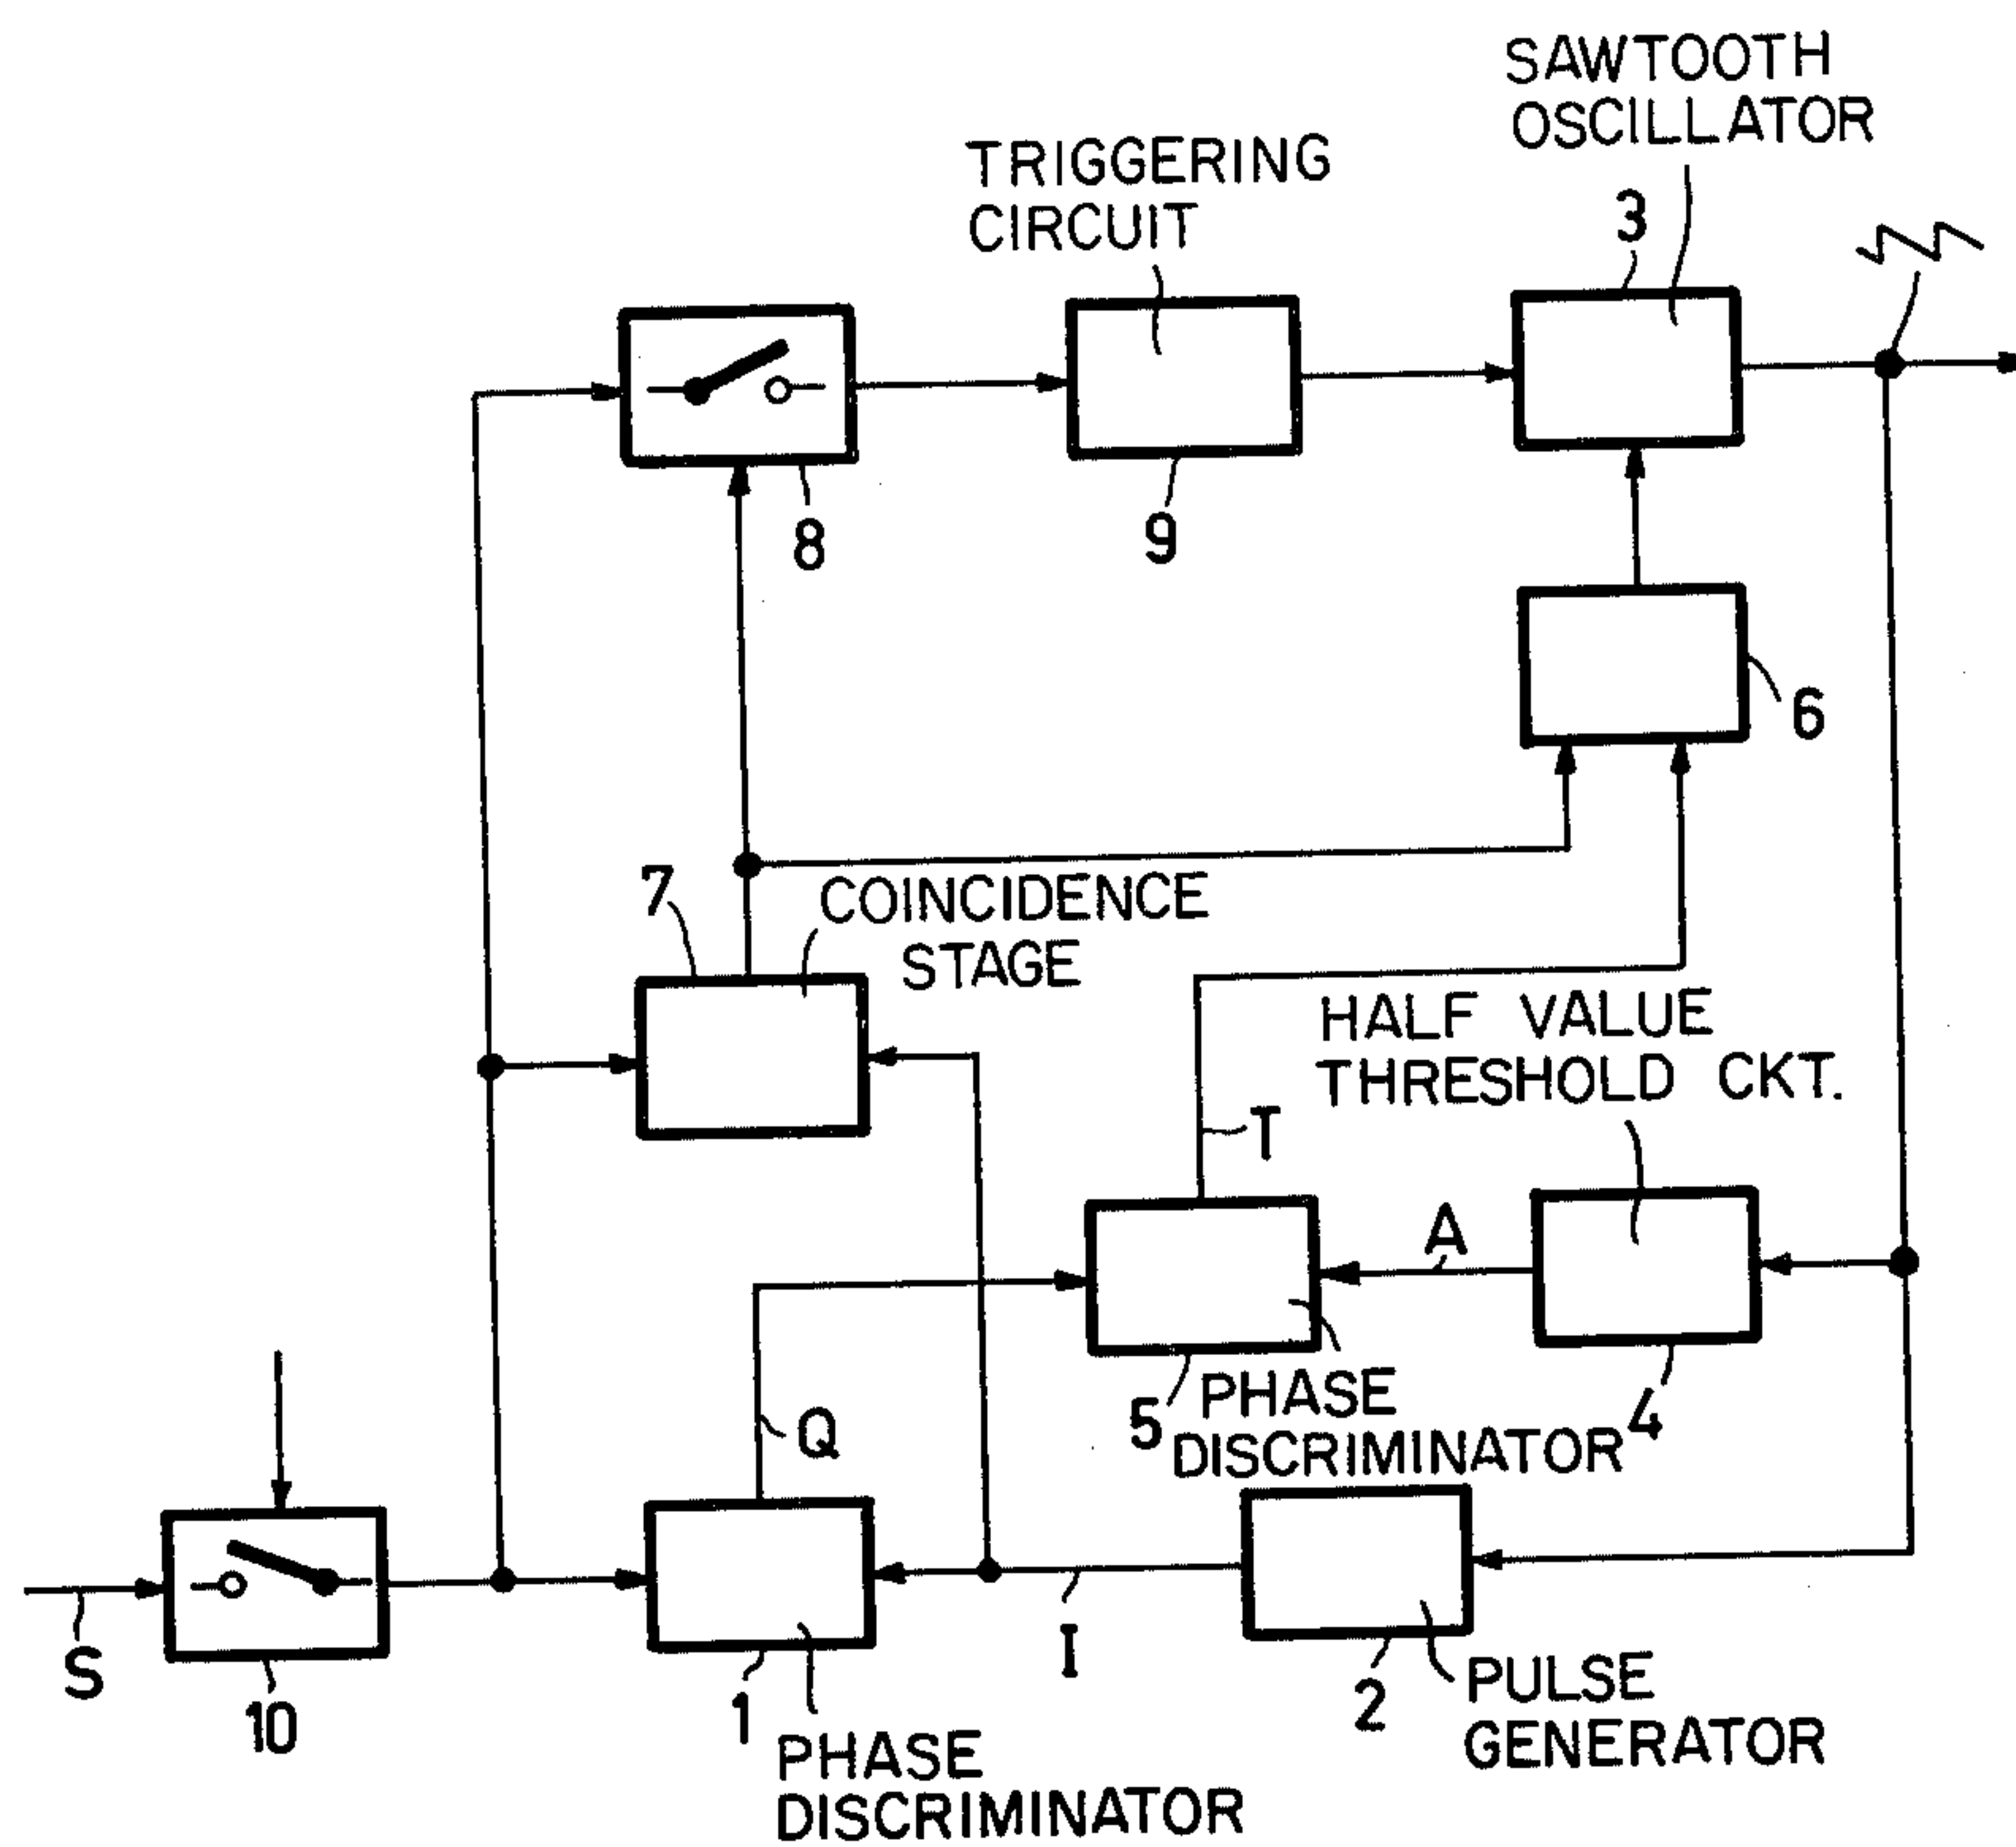 SAWTOOTH
OSCILLATOR
TRIGGERING
CIRCUIT
3
8
9
6
7
COINCIDENCE
STAGE
HALF VALUE
THRESHOLD CKT.
T
A
Q
5
PHASE
DISCRIMINATOR
4
S
10
1
I
2
PULSE
GENERATOR
PHASE
DISCRIMINATOR